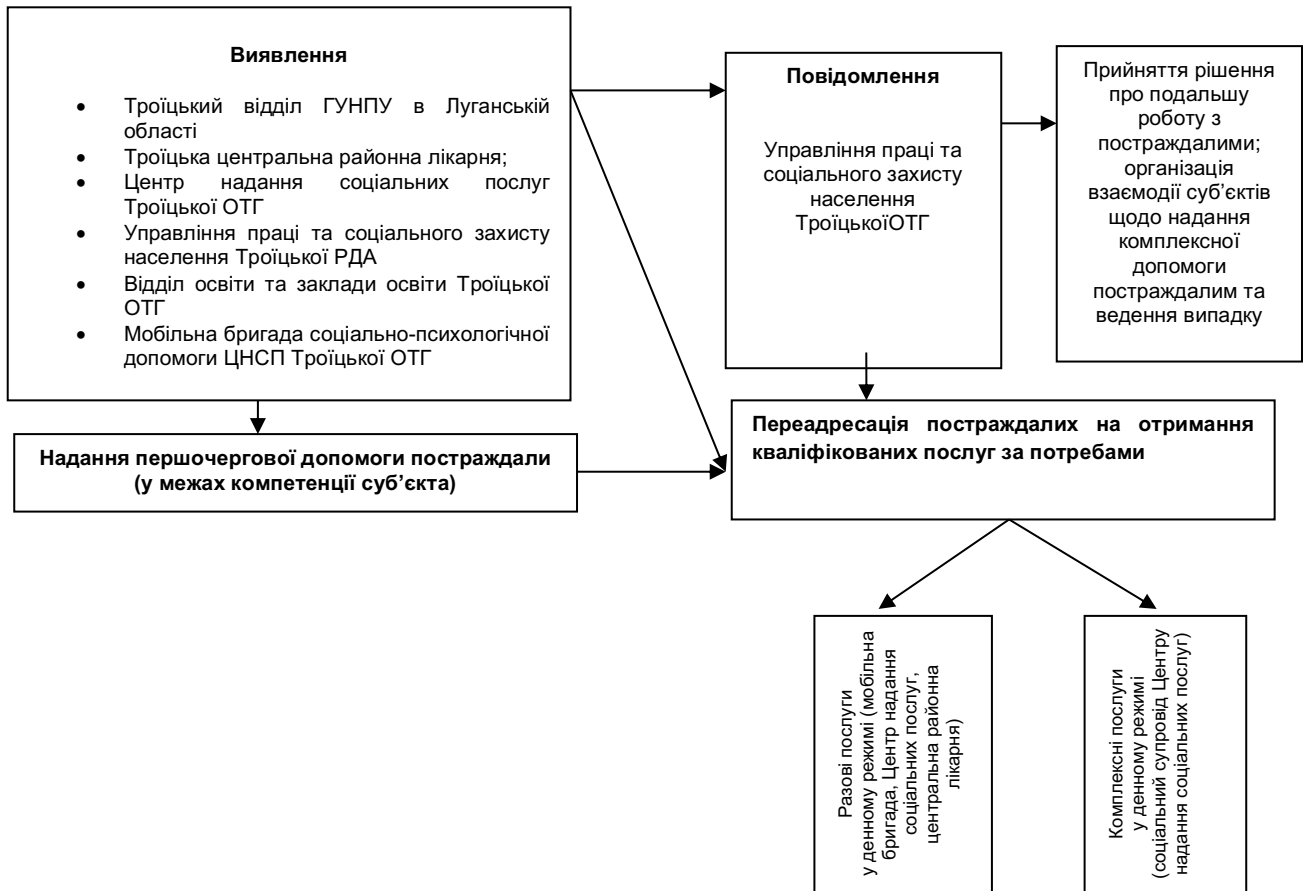 Виявлення
• Троїцький відділ ГУНПУ в Луганській
області
• Троїцька центральна районна лікарня;
• Центр надання соціальних послуг
Троїцької ОТГ
• Управління праці та соціального захисту
населення Троїцької РДА
• Відділ освіти та заклади освіти Троїцької
ОТГ
• Мобільна бригада соціально-психологічної
допомоги ЦНСП Троїцької ОТГ
Повідомлення
Управління праці та
соціального захисту
населення
ТроїцькоїОТГ
Прийняття рішення
про подальшу
роботу з
постраждалими;
організація
взаємодії суб’єктів
щодо надання
комплексної
допомоги
постраждалим та
ведення випадку
Надання першочергової допомоги постраждали
(у межах компетенції суб’єкта)
Переадресація постраждалих на отримання
кваліфікованих послуг за потребами
Разові послуги
у денному режимі (мобільна
бригада, Центр надання
соціальних послуг,
центральна районна
лікарня)
Комплексні послуги
у денному режимі
(соціальний супровід Центру
надання соціальних послуг)